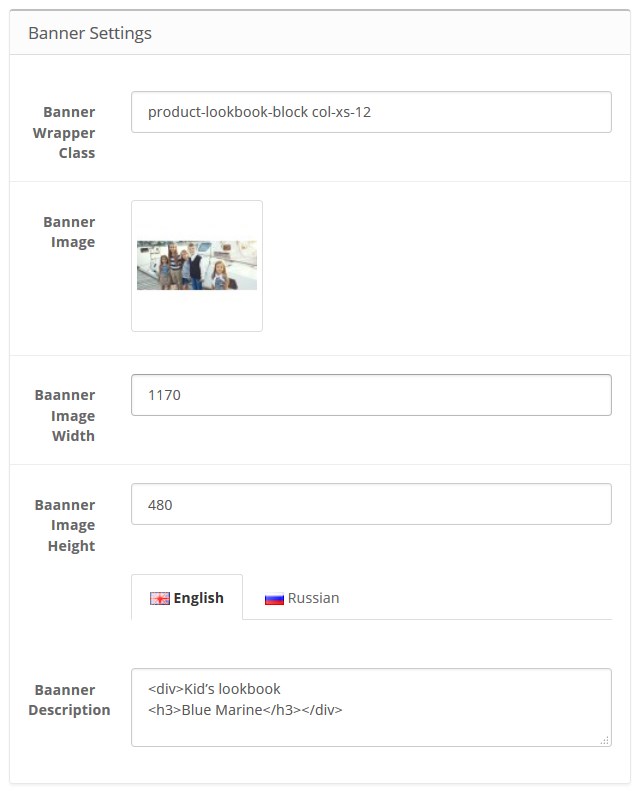 Banner Settings
Banner
Wrapper
Class
product-lookbook-block col-xs-12
Banner
Image
Baanner
Image
Width
1170
Baanner
Image
Height
480
English
Russian
Baanner
Description
<div>Kid’s lookbook
<h3>Blue Marine</h3></div>